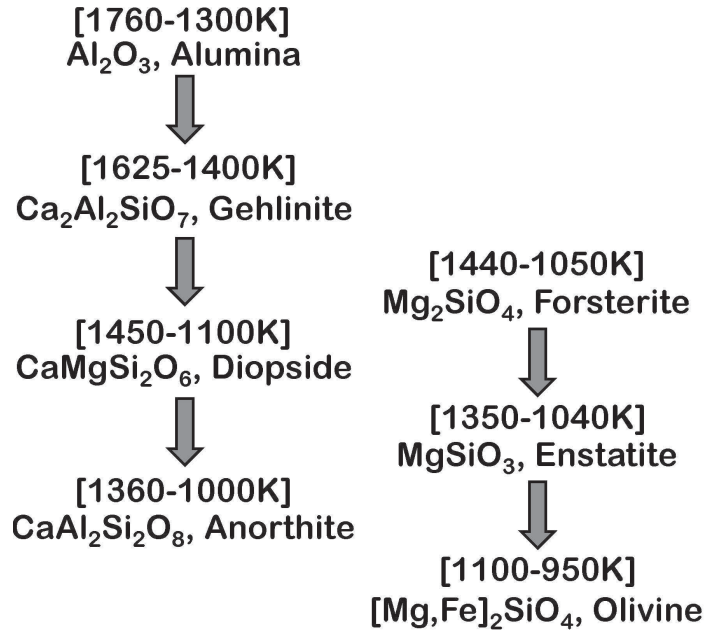 [1760-1300K]
Al₂O₃, Alumina
[1625-1400K]
Ca₂Al₂SiO₇, Gehlinite
[1450-1100K]
CaMgSi₂O₆, Diopside
[1360-1000K]
CaAl₂Si₂O₈, Anorthite
[1440-1050K]
Mg₂SiO₄, Forsterite
[1350-1040K]
MgSiO₃, Enstatite
[1100-950K]
[Mg,Fe]₂SiO₄, Olivine